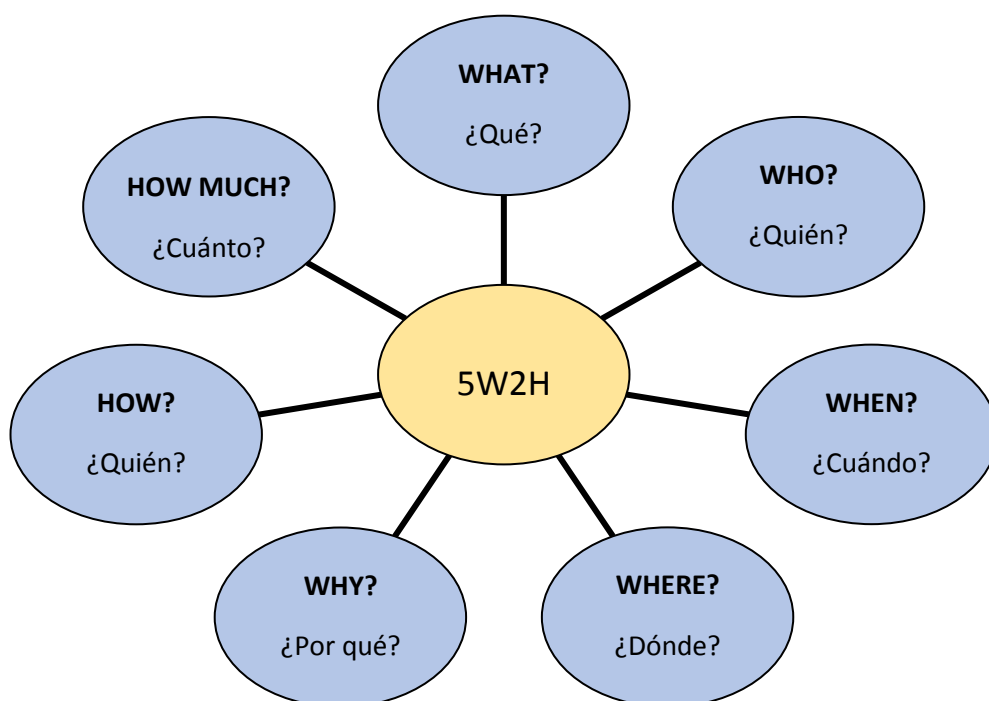 WHAT?
¿Qué?
WHO?
¿Quién?
WHEN?
¿Cuándo?
WHERE?
¿Dónde?
WHY?
¿Por qué?
HOW?
¿Quién?
HOW MUCH?
¿Cuánto?
5W2H